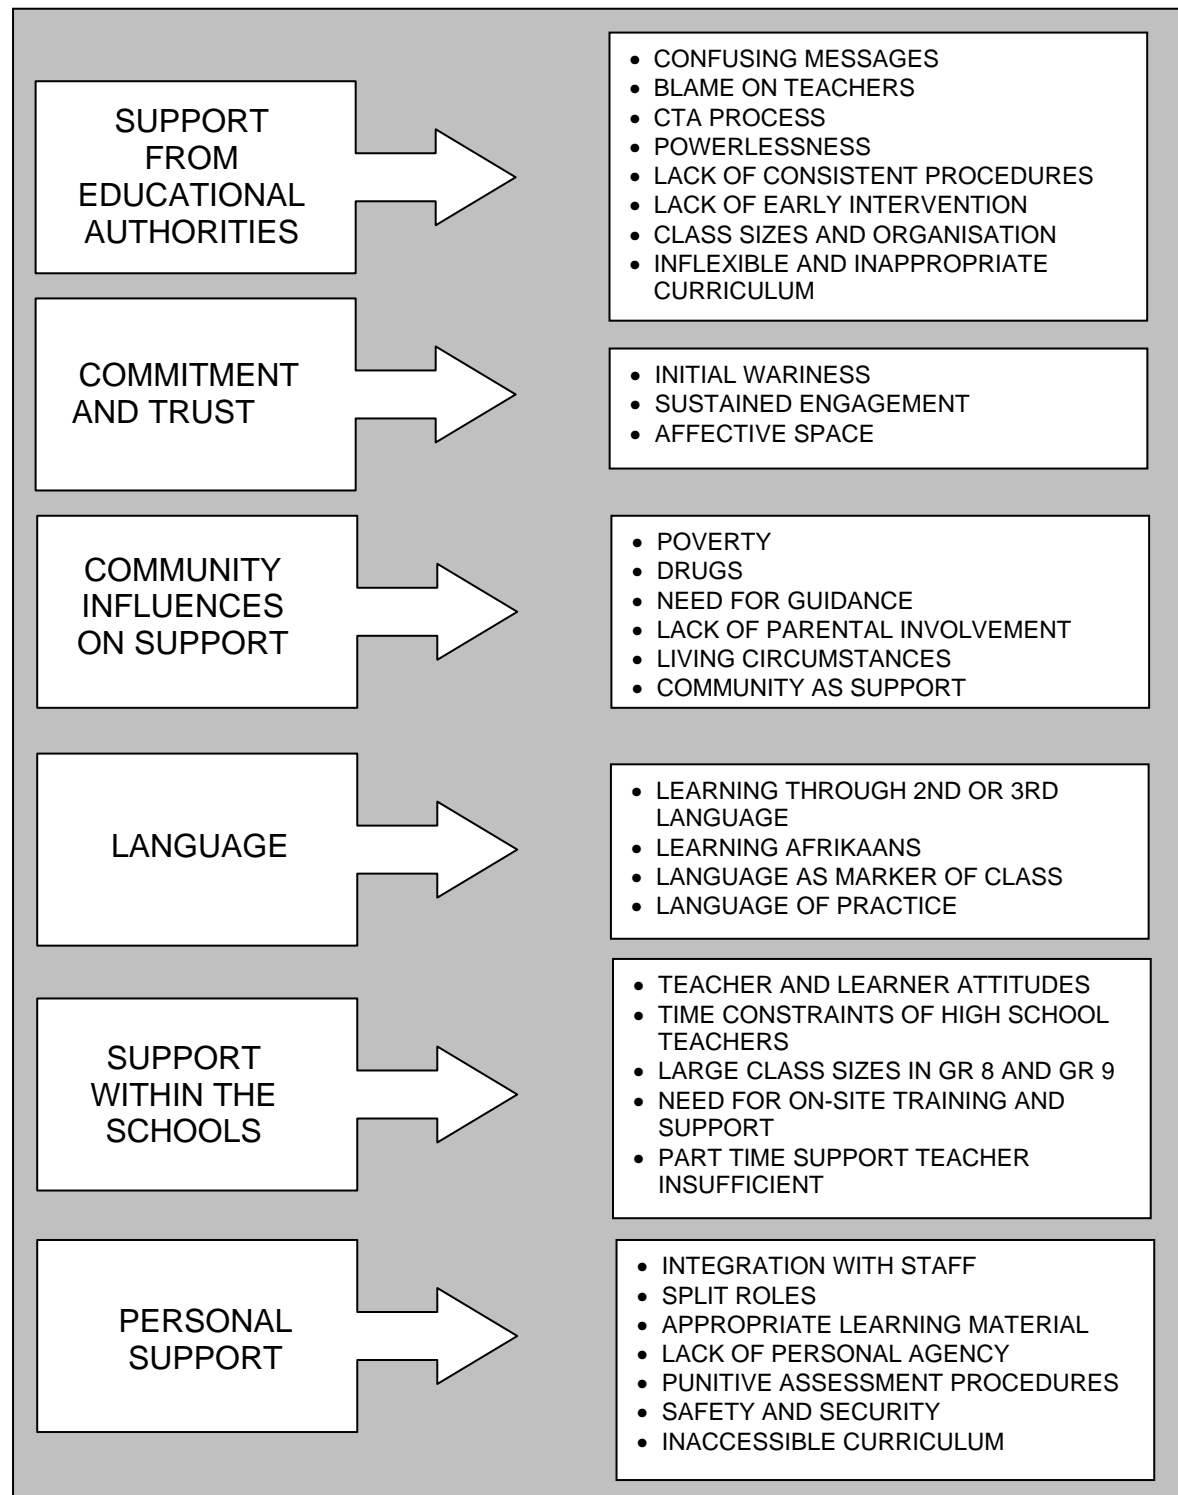 SUPPORT
FROM
EDUCATIONAL
AUTHORITIES
• CONFUSING MESSAGES
• BLAME ON TEACHERS
• CTA PROCESS
• POWERLESSNESS
• LACK OF CONSISTENT PROCEDURES
• LACK OF EARLY INTERVENTION
• CLASS SIZES AND ORGANISATION
• INFLEXIBLE AND INAPPROPRIATE
CURRICULUM
COMMITMENT
AND TRUST
• INITIAL WARINESS
• SUSTAINED ENGAGEMENT
• AFFECTIVE SPACE
COMMUNITY
INFLUENCES
ON SUPPORT
• POVERTY
• DRUGS
• NEED FOR GUIDANCE
• LACK OF PARENTAL INVOLVEMENT
• LIVING CIRCUMSTANCES
• COMMUNITY AS SUPPORT
LANGUAGE
• LEARNING THROUGH 2ND OR 3RD
LANGUAGE
• LEARNING AFRIKAANS
• LANGUAGE AS MARKER OF CLASS
• LANGUAGE OF PRACTICE
SUPPORT
WITHIN THE
SCHOOLS
• TEACHER AND LEARNER ATTITUDES
• TIME CONSTRAINTS OF HIGH SCHOOL
TEACHERS
• LARGE CLASS SIZES IN GR 8 AND GR 9
• NEED FOR ON-SITE TRAINING AND
SUPPORT
• PART TIME SUPPORT TEACHER
INSUFFICIENT
PERSONAL
SUPPORT
• INTEGRATION WITH STAFF
• SPLIT ROLES
• APPROPRIATE LEARNING MATERIAL
• LACK OF PERSONAL AGENCY
• PUNITIVE ASSESSMENT PROCEDURES
• SAFETY AND SECURITY
• INACCESSIBLE CURRICULUM